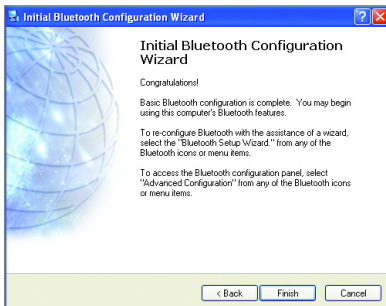 Initial Bluetooth Configuration Wizard
Initial Bluetooth Configuration
Wizard
Congratulations!
Basic Bluetooth configuration is complete. You may begin
using this computer's Bluetooth features.
To re-configure Bluetooth with the assistance of a wizard,
select the "Bluetooth Setup Wizard." from any of the
Bluetooth icons or menu items.
To access the Bluetooth configuration panel, select
"Advanced Configuration" from any of the Bluetooth icons
or menu items.
< Back Finish Cancel